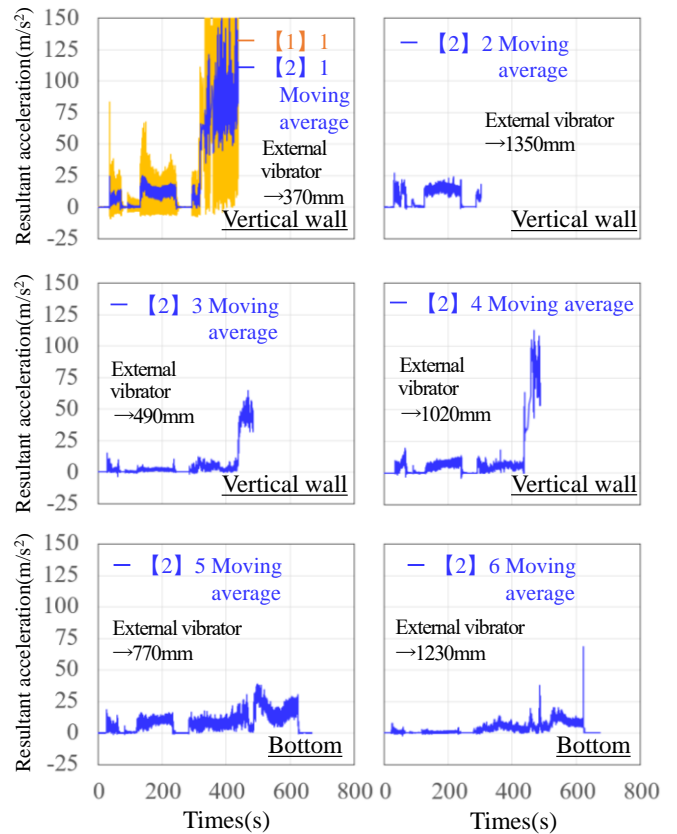 Resultant acceleration(m/s²)
150
125
100
75
50
25
0
-25
【1】1
【2】1
Moving
average
External
vibrator
→370mm
Vertical wall
【2】2 Moving
average
External vibrator
→1350mm
Vertical wall
Resultant acceleration(m/s²)
150
125
100
75
50
25
0
-25
【2】3 Moving
average
External
vibrator
→490mm
Vertical wall
【2】4 Moving average
External
vibrator
→1020mm
Vertical wall
Resultant acceleration(m/s²)
150
125
100
75
50
25
0
-25
【2】5 Moving
average
External vibrator
→770mm
Bottom
【2】6 Moving
average
External vibrator
→1230mm
Bottom
0 200 400 600 800
Times(s)
0 200 400 600 800
Times(s)